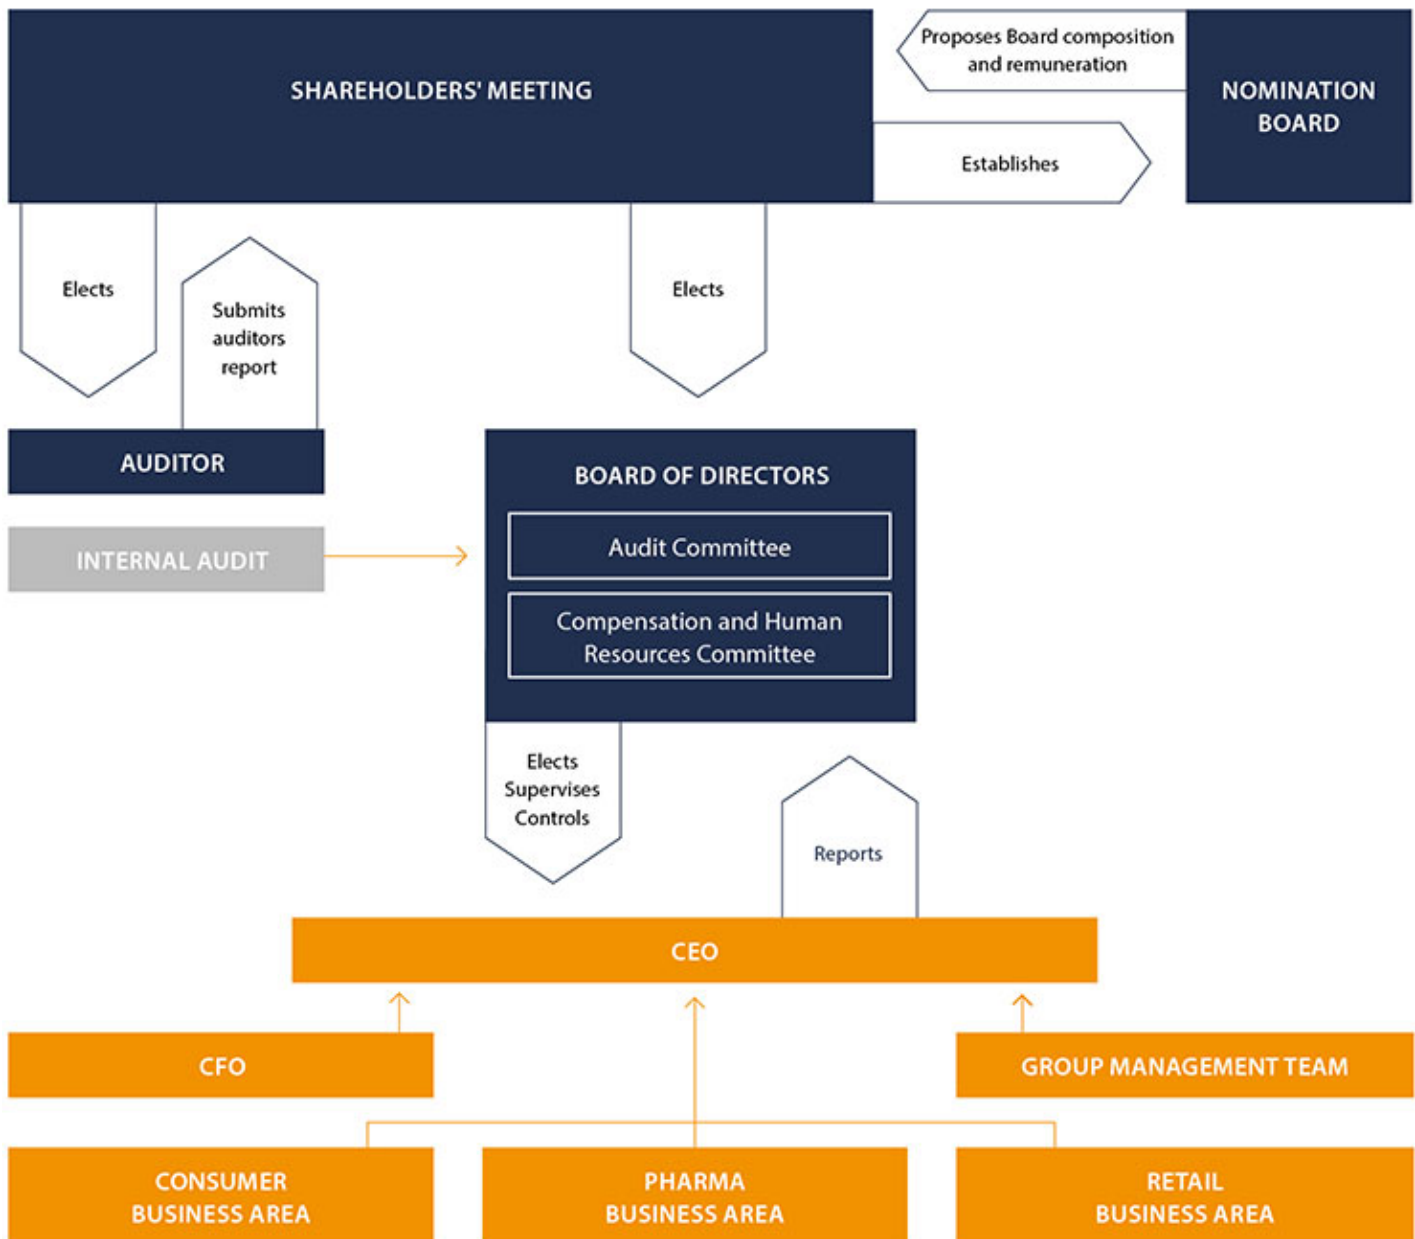 SHAREHOLDERS' MEETING
Proposes Board composition
and remuneration
Establishes
NOMINATION
BOARD
Elects
Submits
auditors
report
Elects
AUDITOR
INTERNAL AUDIT
BOARD OF DIRECTORS
Audit Committee
Compensation and Human
Resources Committee
Elects
Supervises
Controls
Reports
CEO
CFO
GROUP MANAGEMENT TEAM
CONSUMER
BUSINESS AREA
PHARMA
BUSINESS AREA
RETAIL
BUSINESS AREA